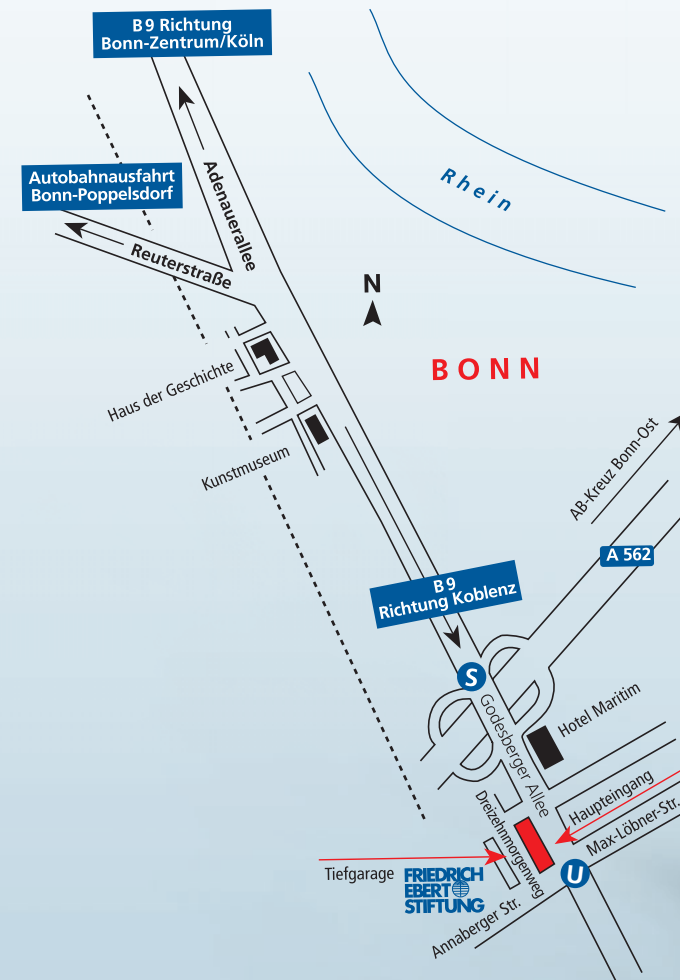 B 9 Richtung
Bonn-Zentrum/Köln
Autobahnausfahrt
Bonn-Poppelsdorf
Adenauerallee
Reuterstraße
Rhein
N
BONN
Haus der Geschichte
Kunstmuseum
AB-Kreuz Bonn-Ost
A 562
B 9
Richtung Koblenz
S
Godesberger Allee
Hotel Maritim
Haupteingang
Max-Löbner-Str.
Dreizehnmorgenweg
Tiefgarage
FRIEDRICH
EBERT
STIFTUNG
U
Annaberger Str.